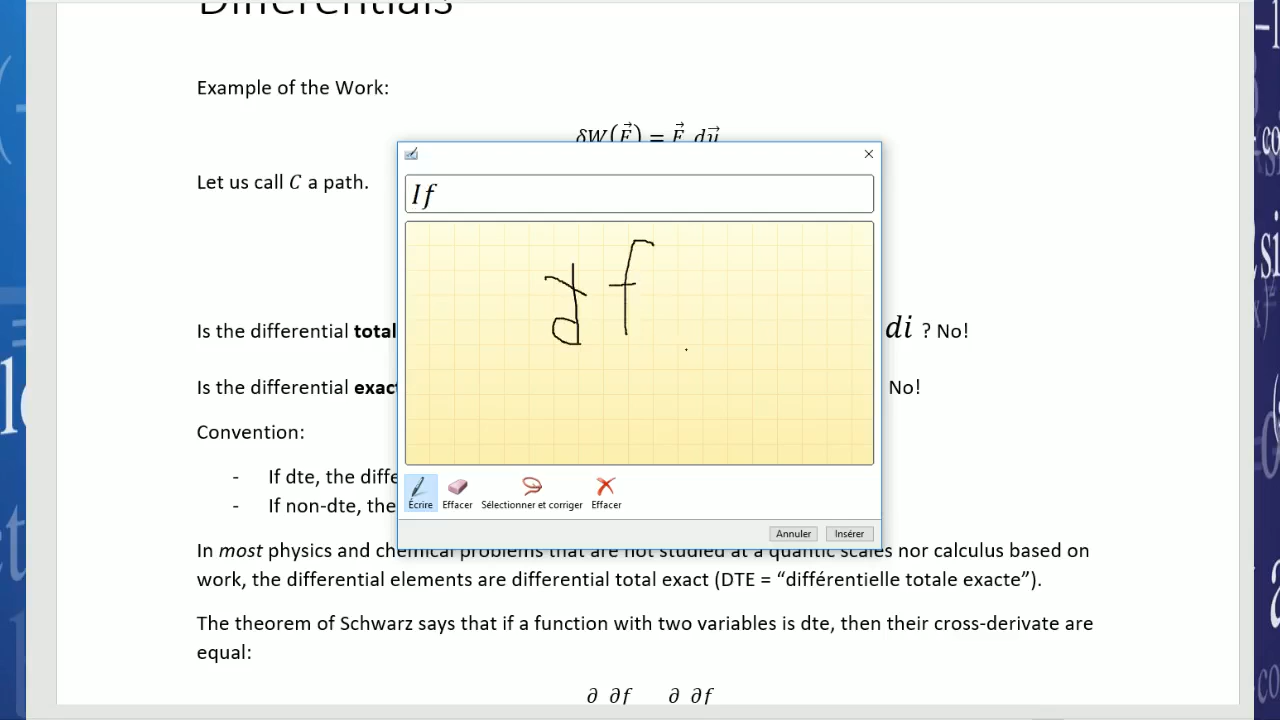 Differentials
Example of the Work:
δW(F⃗) = F⃗ du⃗
Let us call C a path.
If
df
Is the differential total di ? No!
Is the differential exact No!
Convention:
- If dte, the diffe
- If non-dte, the
Écrire Effacer Sélectionner et corriger Effacer
Annuler Insérer
In most physics and chemical problems that are not studied at a quantic scales nor calculus based on
work, the differential elements are differential total exact (DTE = “différentielle totale exacte”).
The theorem of Schwarz says that if a function with two variables is dte, then their cross-derivate are
equal:
∂ ∂f ∂ ∂f